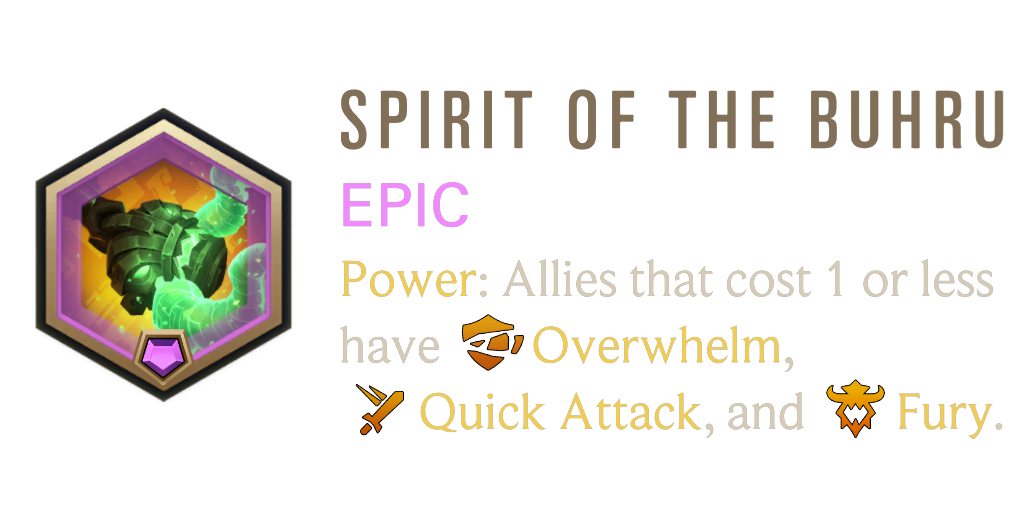 SPIRIT OF THE BUHRU
EPIC
Power: Allies that cost 1 or less
have Overwhelm,
Quick Attack, and Fury.